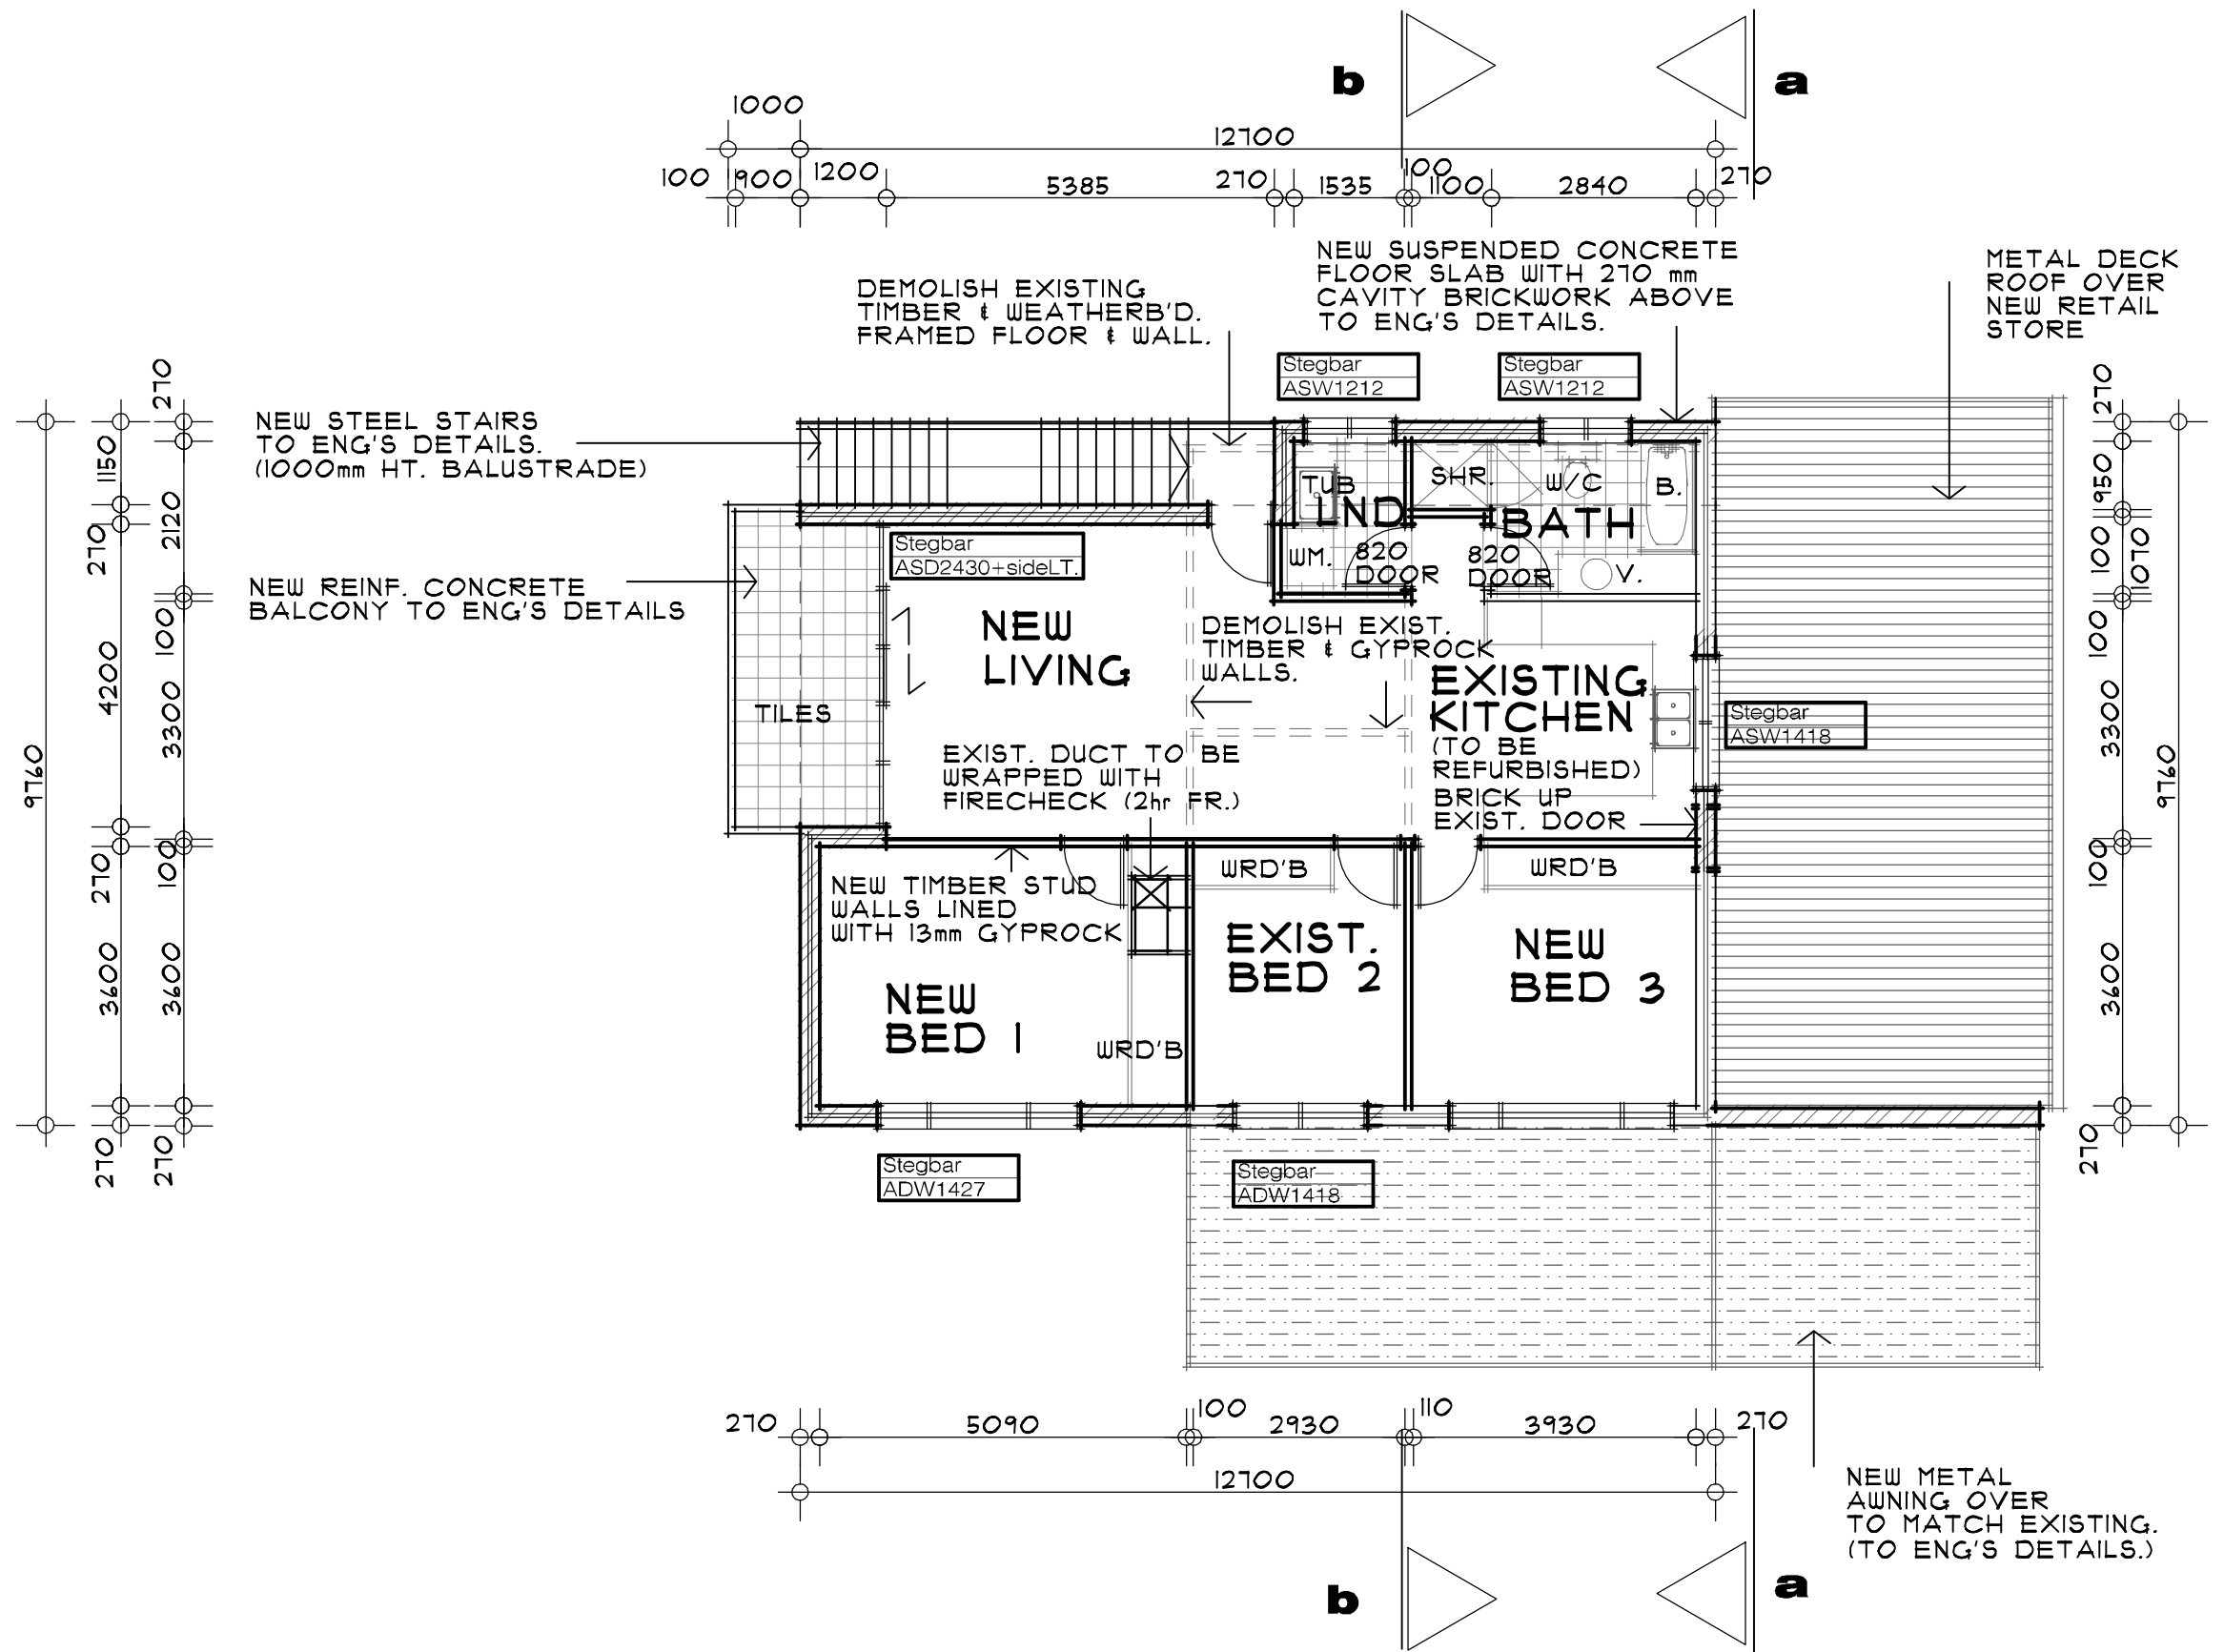 b
a
1000
12700
100
900
1200
5385
270
1535
100
1100
2840
270
NEW SUSPENDED CONCRETE
FLOOR SLAB WITH 270 mm
CAVITY BRICKWORK ABOVE
TO ENG'S DETAILS.
METAL DECK
ROOF OVER
NEW RETAIL
STORE
DEMOLISH EXISTING
TIMBER & WEATHERB'D.
FRAMED FLOOR & WALL.
Stegbar
ASW1212
Stegbar
ASW1212
NEW STEEL STAIRS
TO ENG'S DETAILS.
(1000mm HT. BALUSTRADE)
NEW REINF. CONCRETE
BALCONY TO ENG'S DETAILS
9760
1150
270
4200
270
3600
270
270
2120
100
3300
100
3600
270
TUB
LND
WM.
820
DOOR
SHR.
W/C
B.
BATH
820
DOOR
V.
Stegbar
ASD2430+sideLT.
NEW
LIVING
TILES
DEMOLISH EXIST.
TIMBER & GYPROCK
WALLS.
EXISTING
KITCHEN
(TO BE
REFURBISHED)
BRICK UP
EXIST. DOOR
Stegbar
ASW1418
EXIST. DUCT TO BE
WRAPPED WITH
FIRECHECK (2hr FR.)
NEW TIMBER STUD
WALLS LINED
WITH 13mm GYPROCK
WRD'B
WRD'B
NEW
BED 1
WRD'B
EXIST.
BED 2
NEW
BED 3
270
950
100
1070
100
3300
100
3600
270
9760
Stegbar
ADW1427
Stegbar
ADW1418
270
5090
100
2930
110
3930
270
12700
NEW METAL
AWNING OVER
TO MATCH EXISTING.
(TO ENG'S DETAILS.)
b
a